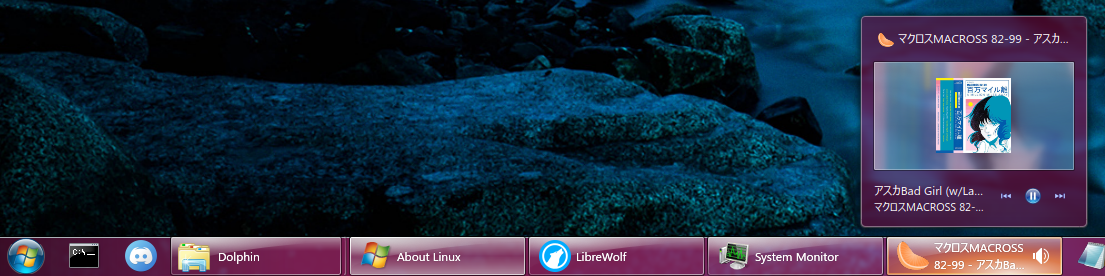 マクロスMACROSS 82-99 - アスカ...
百万マイル離
アスカBad Girl (w/La...
マクロスMACROSS 82-...
C:\_
Dolphin
About Linux
LibreWolf
System Monitor
マクロスMACROSS
82-99 - アスカBa...